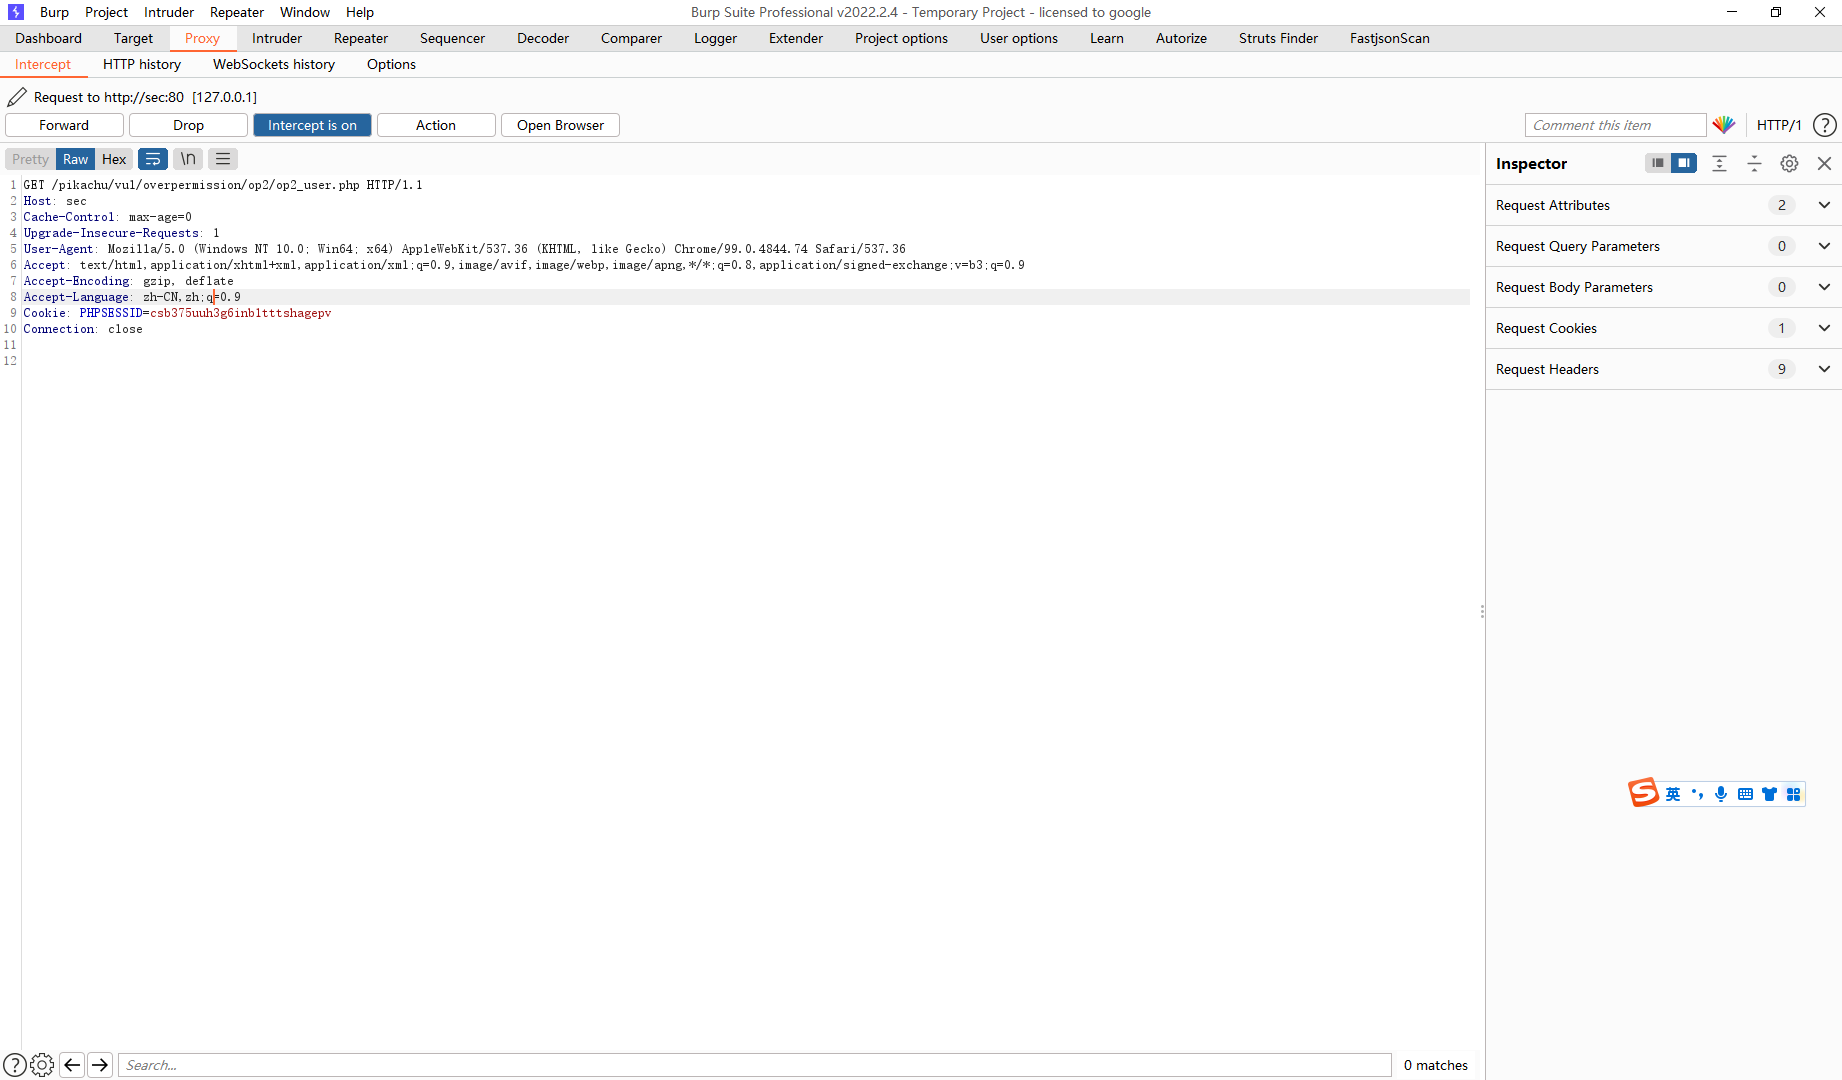 Burp Project Intruder Repeater Window Help Burp Suite Professional v2022.2.4 - Temporary Project - licensed to google
Dashboard Target Proxy Intruder Repeater Sequencer Decoder Comparer Logger Extender Project options User options Learn Autorize Struts Finder FastjsonScan
Intercept HTTP history WebSockets history Options
Request to http://sec:80 [127.0.0.1]
Forward Drop Intercept is on Action Open Browser Comment this item HTTP/1 ?
Pretty Raw Hex \n Inspector
1 GET /pikachu/vul/overpermission/op2/op2_user.php HTTP/1.1
2 Host: sec
3 Cache-Control: max-age=0
4 Upgrade-Insecure-Requests: 1
5 User-Agent: Mozilla/5.0 (Windows NT 10.0; Win64; x64) AppleWebKit/537.36 (KHTML, like Gecko) Chrome/99.0.4844.74 Safari/537.36
6 Accept: text/html,application/xhtml+xml,application/xml;q=0.9,image/avif,image/webp,image/apng,*/*;q=0.8,application/signed-exchange;v=b3;q=0.9
7 Accept-Encoding: gzip, deflate
8 Accept-Language: zh-CN,zh;q=0.9
9 Cookie: PHPSESSID=csb375uuh3g6inb1tttshagepv
10 Connection: close
11
12
Request Attributes 2
Request Query Parameters 0
Request Body Parameters 0
Request Cookies 1
Request Headers 9
S 英
? Search... 0 matches